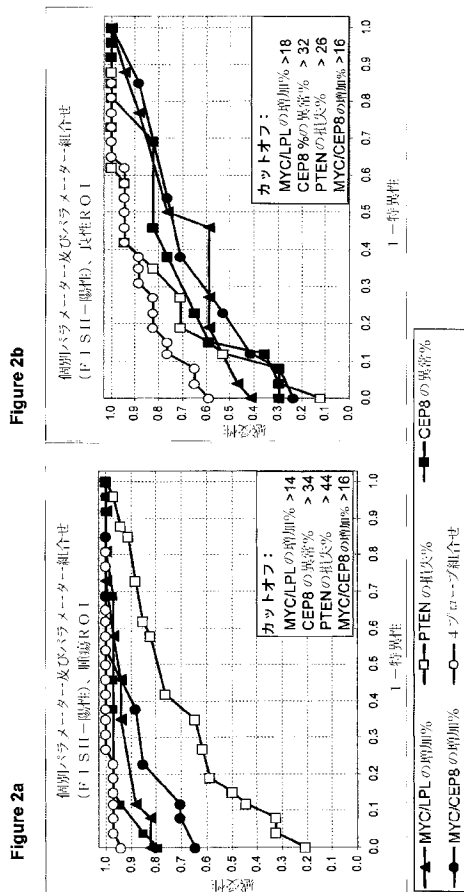 Figure 2a
個別パラメーター及びパラメーター組合せ
(FISH－陽性)、腫瘍ROI
感受性
1.0
0.9
0.8
0.7
0.6
0.5
0.4
0.3
0.2
0.1
0.0
カットオフ：
MYC/LPLの増加% >14
CEP8の異常% > 34
PTENの損失% > 44
MYC/CEP8の増加% >16
0.0 0.1 0.2 0.3 0.4 0.5 0.6 0.7 0.8 0.9 1.0
1－特異性
Figure 2b
個別パラメーター及びパラメーター組合せ
(FISH－陽性)、良性ROI
感受性
1.0
0.9
0.8
0.7
0.6
0.5
0.4
0.3
0.2
0.1
0.0
カットオフ：
MYC/LPLの増加% >18
CEP8%の異常% > 32
PTENの損失% > 26
MYC/CEP8の増加% >16
0.0 0.1 0.2 0.3 0.4 0.5 0.6 0.7 0.8 0.9 1.0
1－特異性
MYC/LPLの増加% PTENの損失% CEP8の異常%
MYC/CEP8の増加% 4プローブ組合せ